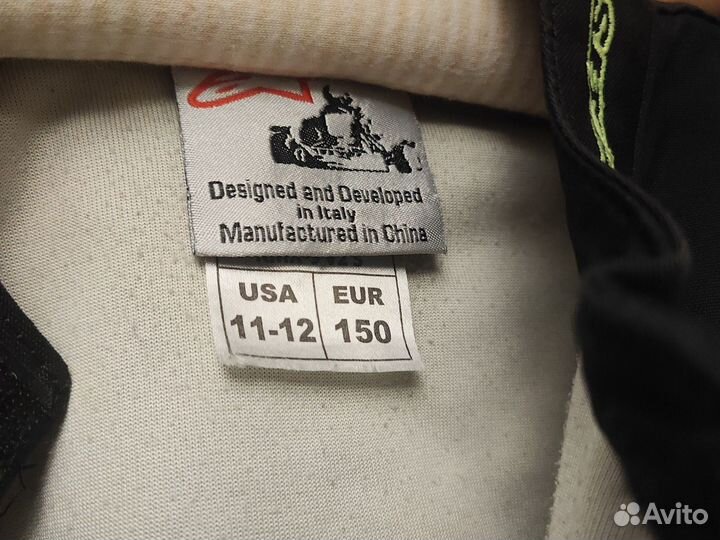 Designed and Developed
in Italy
Manufactured in China
USA EUR
11-12 150
Avito